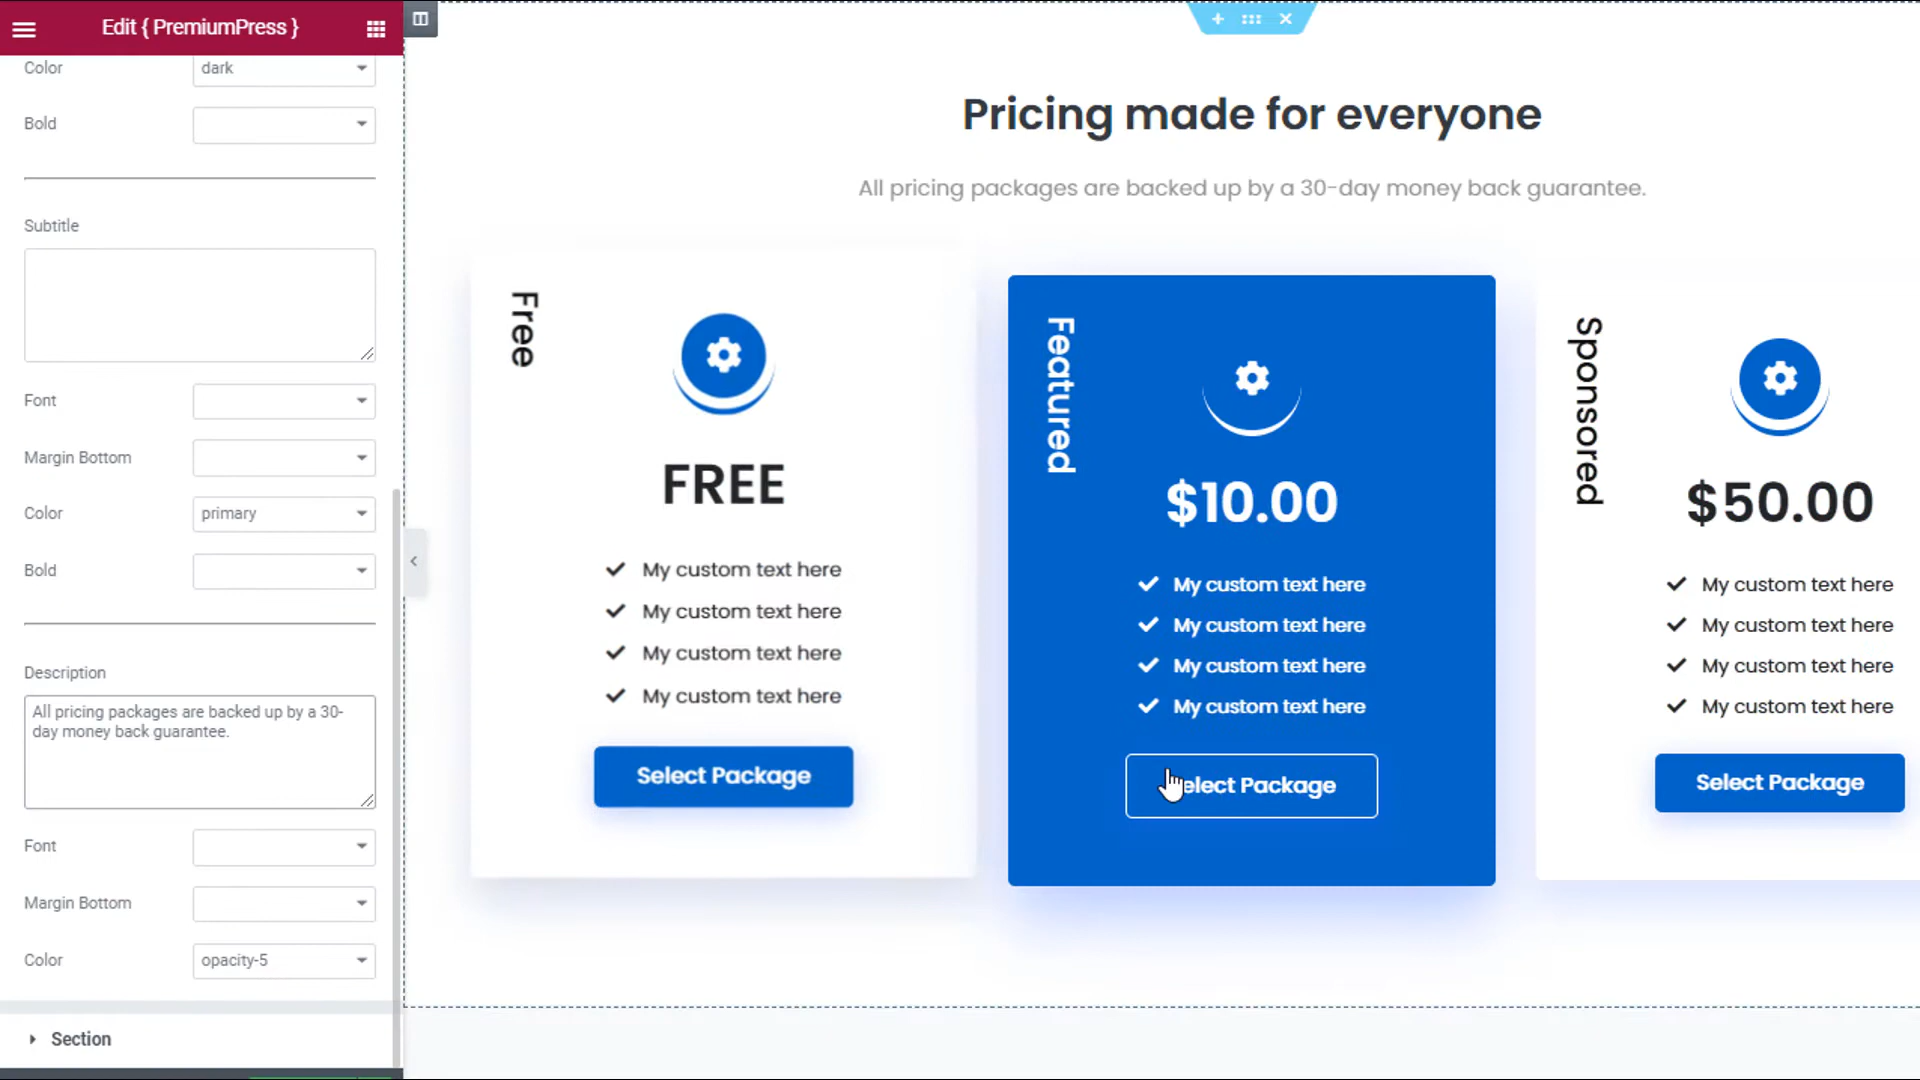 Edit { PremiumPress }
Color
dark
Bold
Subtitle
Font
Margin Bottom
Color
primary
Bold
Description
All pricing packages are backed up by a 30-
day money back guarantee.
Font
Margin Bottom
Color
opacity-5
Section
Pricing made for everyone
All pricing packages are backed up by a 30-day money back guarantee.
Free
FREE
My custom text here
My custom text here
My custom text here
My custom text here
Select Package
Featured
$10.00
My custom text here
My custom text here
My custom text here
My custom text here
elect Package
Sponsored
$50.00
My custom text here
My custom text here
My custom text here
My custom text here
Select Package